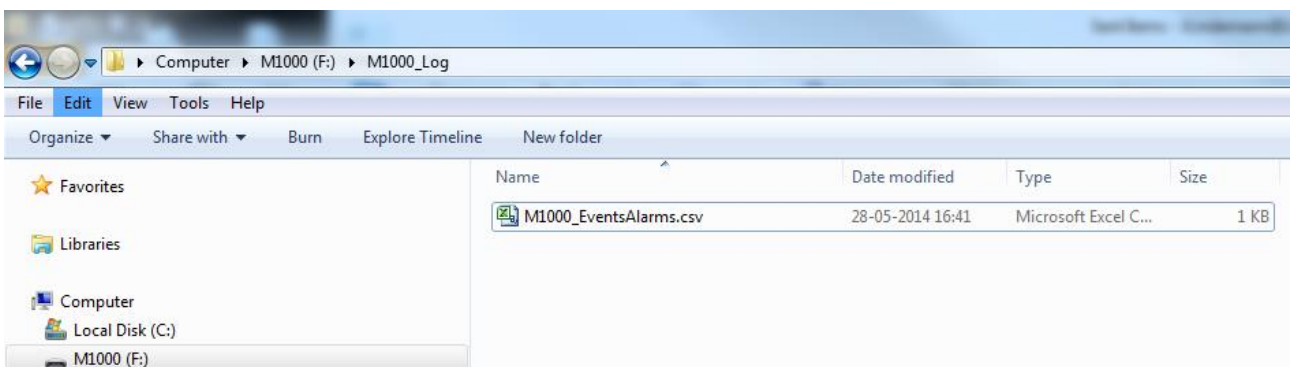 Computer M1000 (F:) M1000_Log
File Edit View Tools Help
Organize Share with Burn Explore Timeline New folder
Favorites
Libraries
Computer
Local Disk (C:)
M1000 (F:)
Name Date modified Type Size
M1000_EventsAlarms.csv 28-05-2014 16:41 Microsoft Excel C... 1 KB